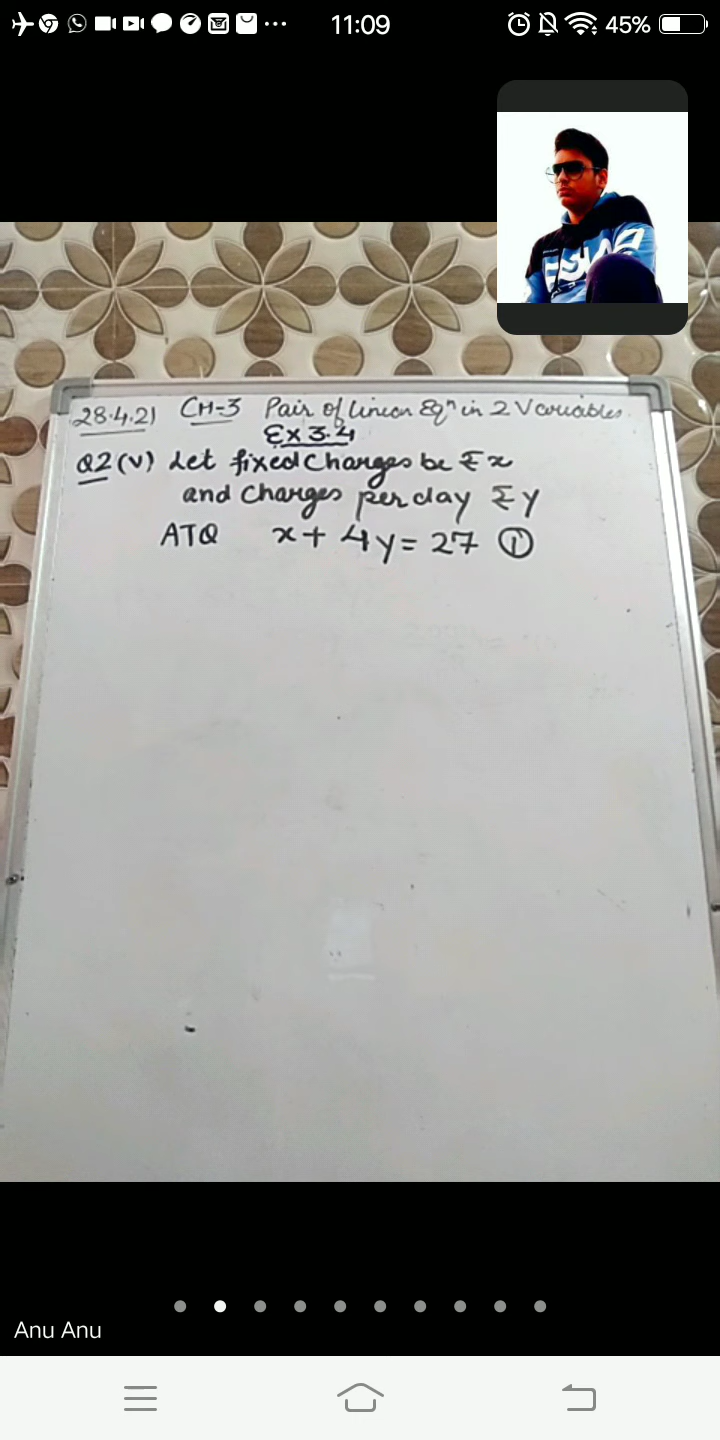 11:09
45%
28.4.21 CH-3 Pair of linear Eqⁿ in 2 Variables.
Ex 3.4
Q2 (v) Let fixed charges be ₹ x
and charges per day ₹ y
ATQ x + 4y = 27 ①
Anu Anu